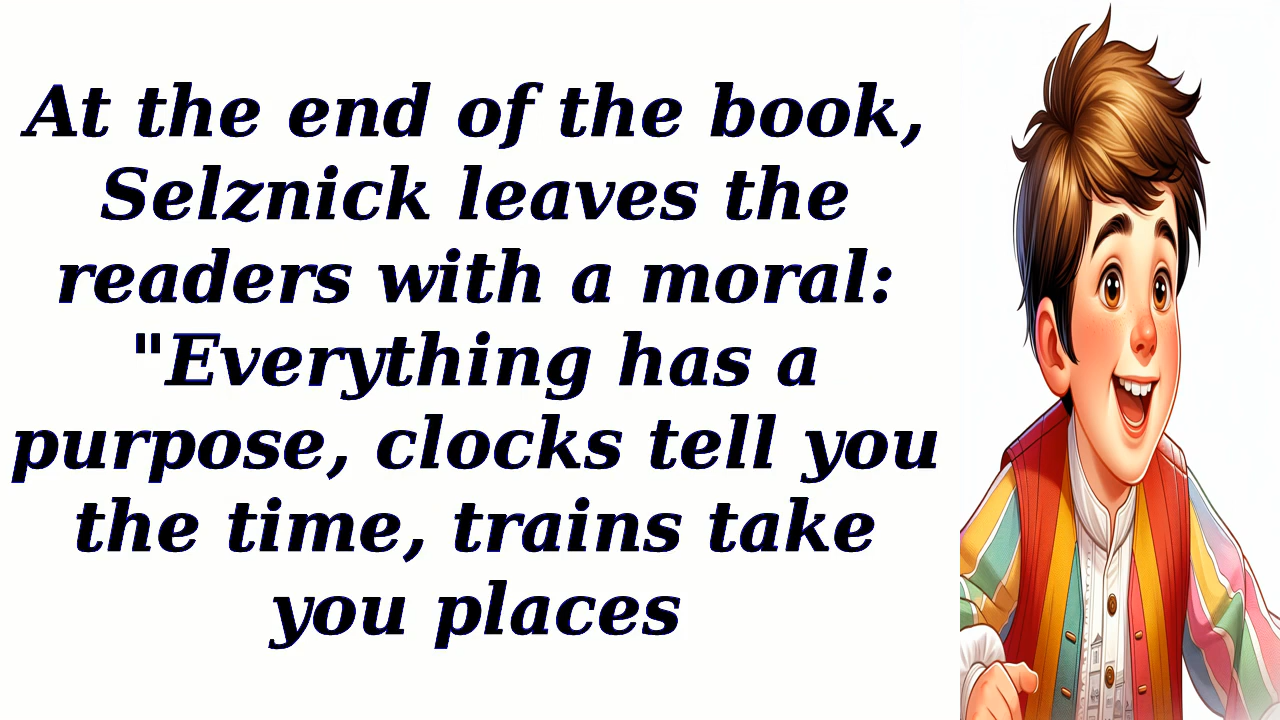 At the end of the book,
Selznick leaves the
readers with a moral:
"Everything has a
purpose, clocks tell you
the time, trains take
you places